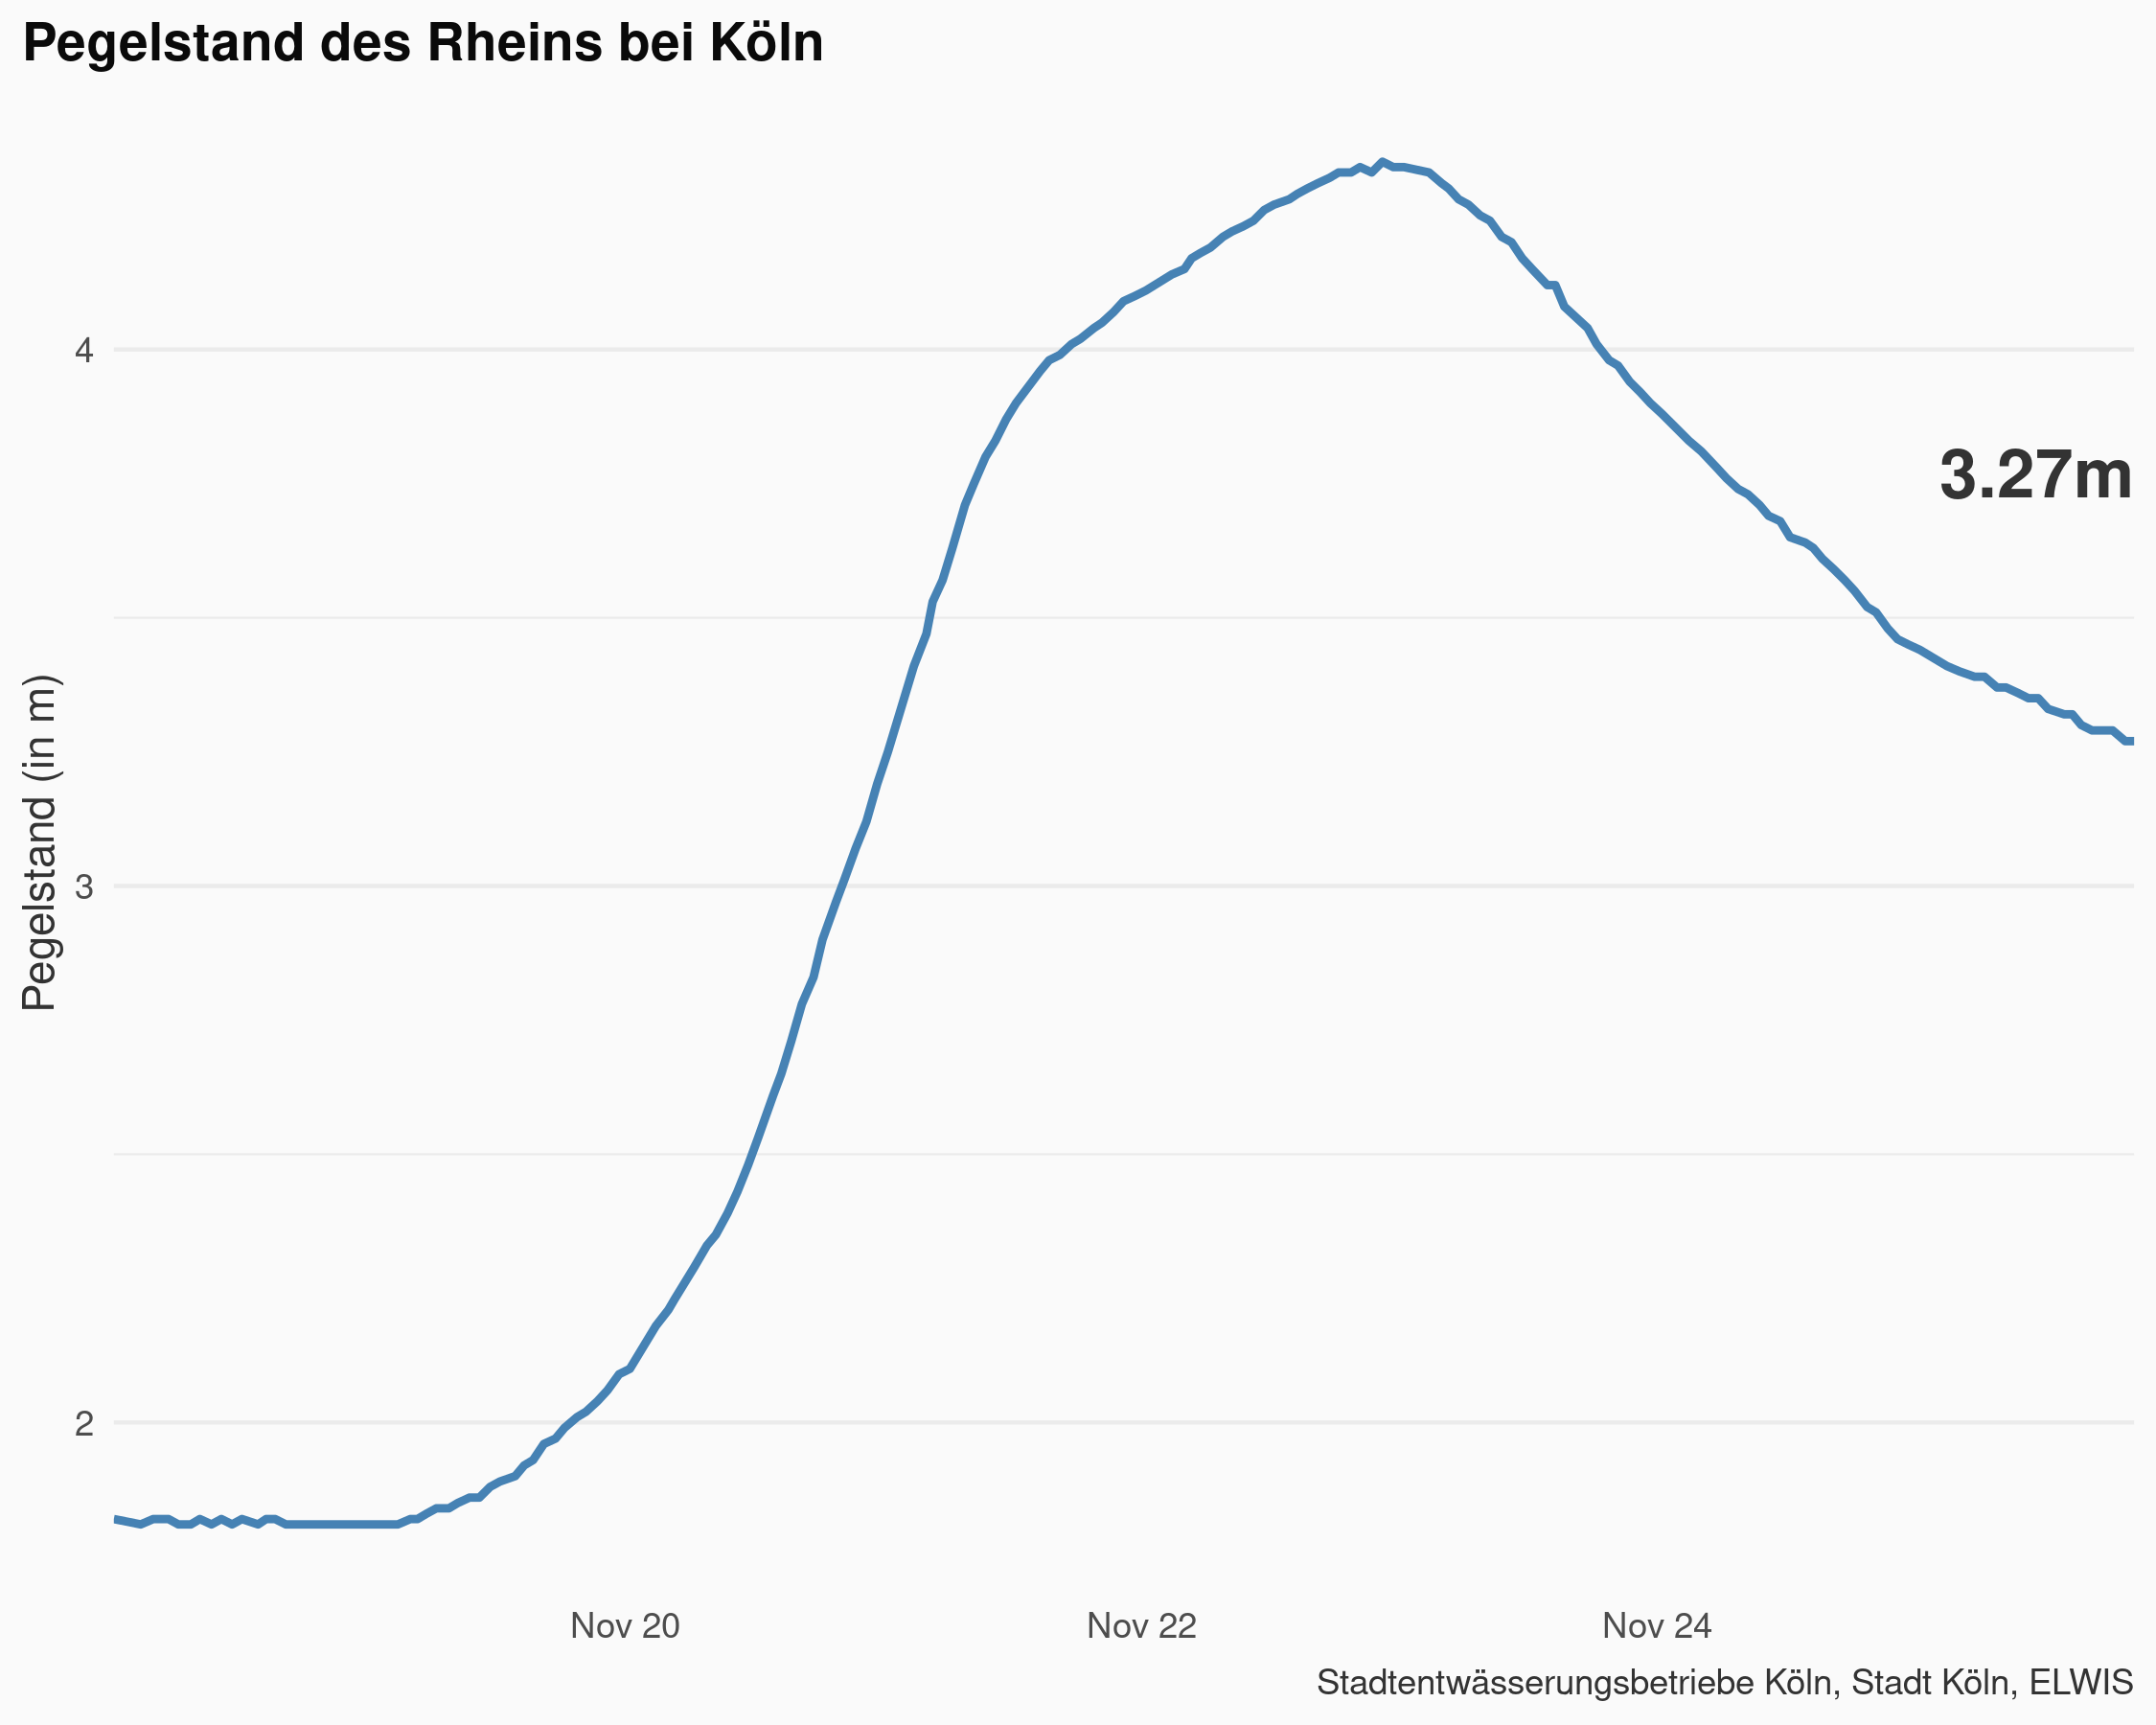 Pegelstand des Rheins bei Köln
Pegelstand (in m)
4
3
2
3.27m
Nov 20
Nov 22
Nov 24
Stadtentwässerungsbetriebe Köln, Stadt Köln, ELWIS